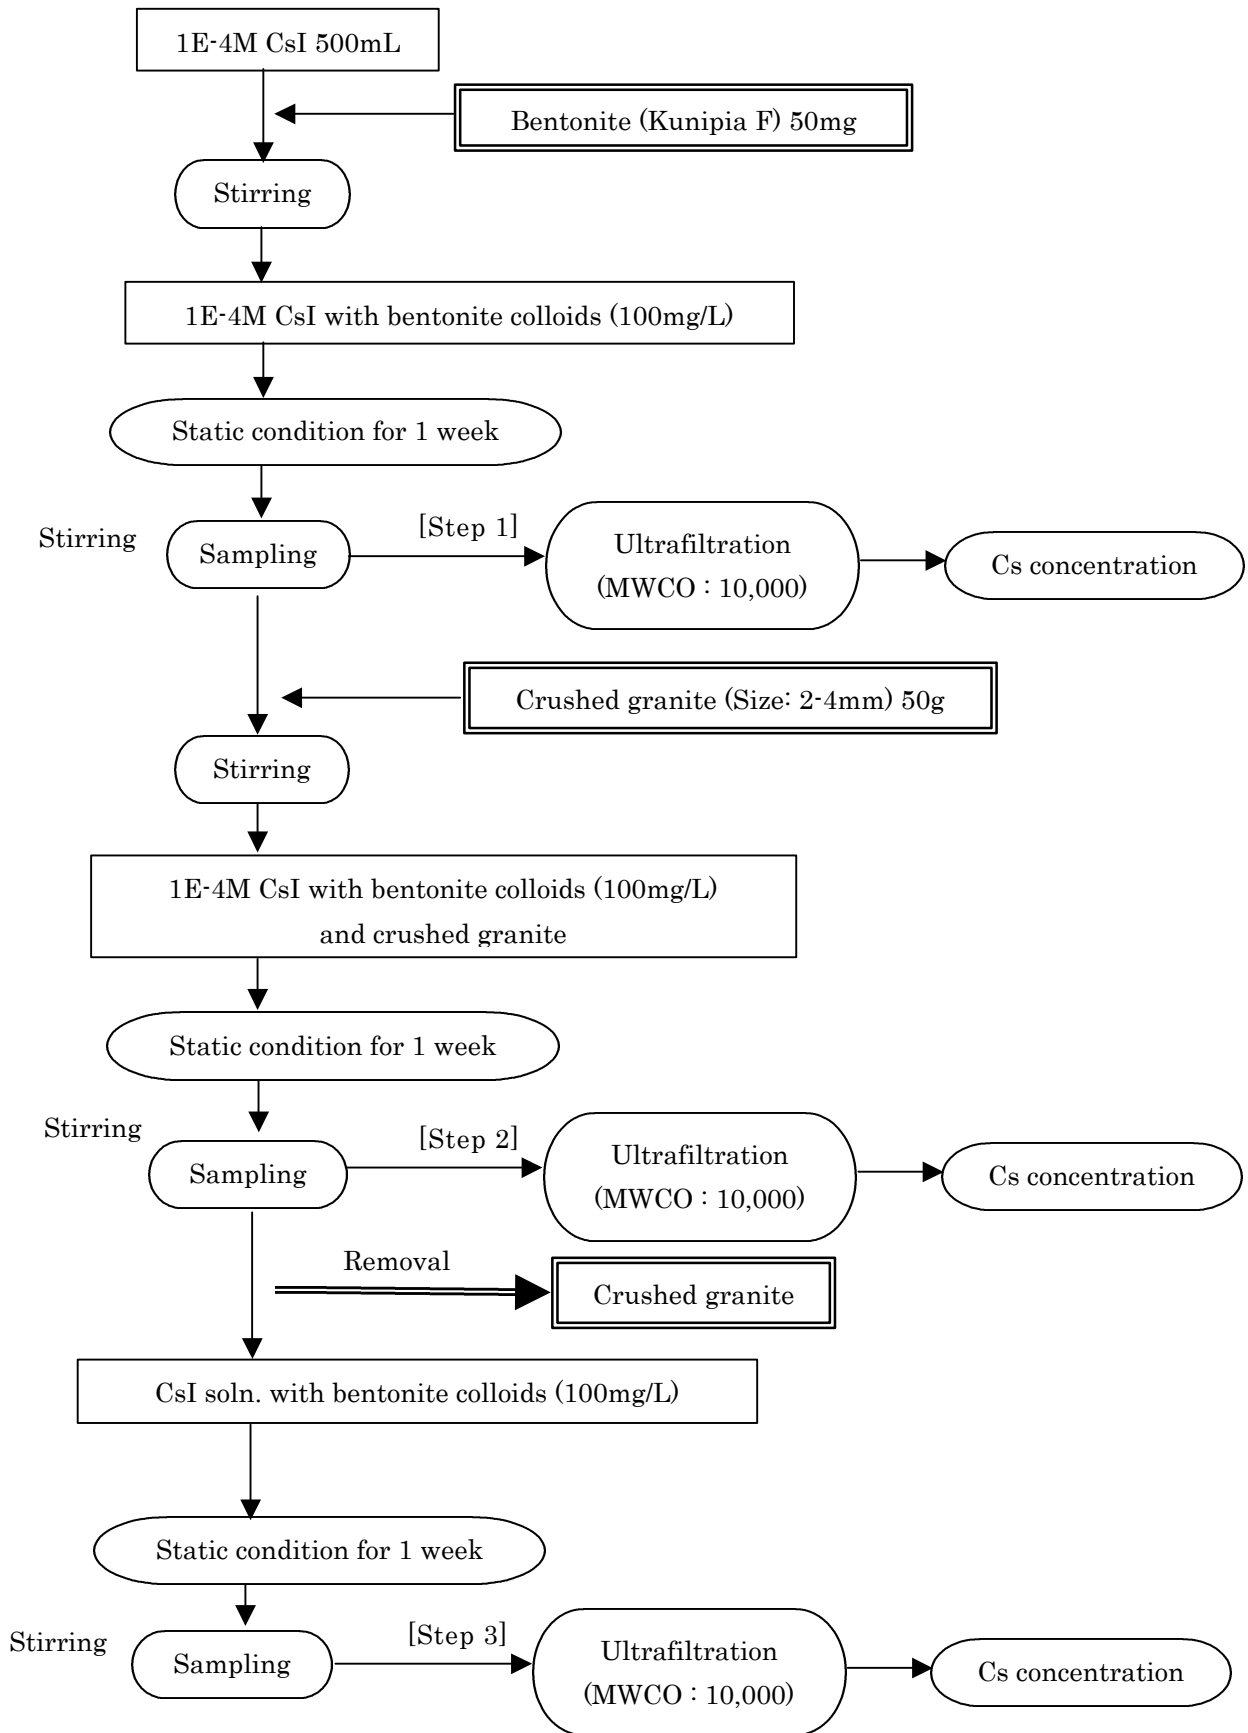 1E-4M CsI 500mL
Bentonite (Kunipia F) 50mg
Stirring
1E-4M CsI with bentonite colloids (100mg/L)
Static condition for 1 week
Stirring
Sampling
[Step 1]
Ultrafiltration
(MWCO : 10,000)
Cs concentration
Crushed granite (Size: 2-4mm) 50g
Stirring
1E-4M CsI with bentonite colloids (100mg/L)
and crushed granite
Static condition for 1 week
Stirring
Sampling
[Step 2]
Ultrafiltration
(MWCO : 10,000)
Cs concentration
Removal
Crushed granite
CsI soln. with bentonite colloids (100mg/L)
Static condition for 1 week
Stirring
Sampling
[Step 3]
Ultrafiltration
(MWCO : 10,000)
Cs concentration